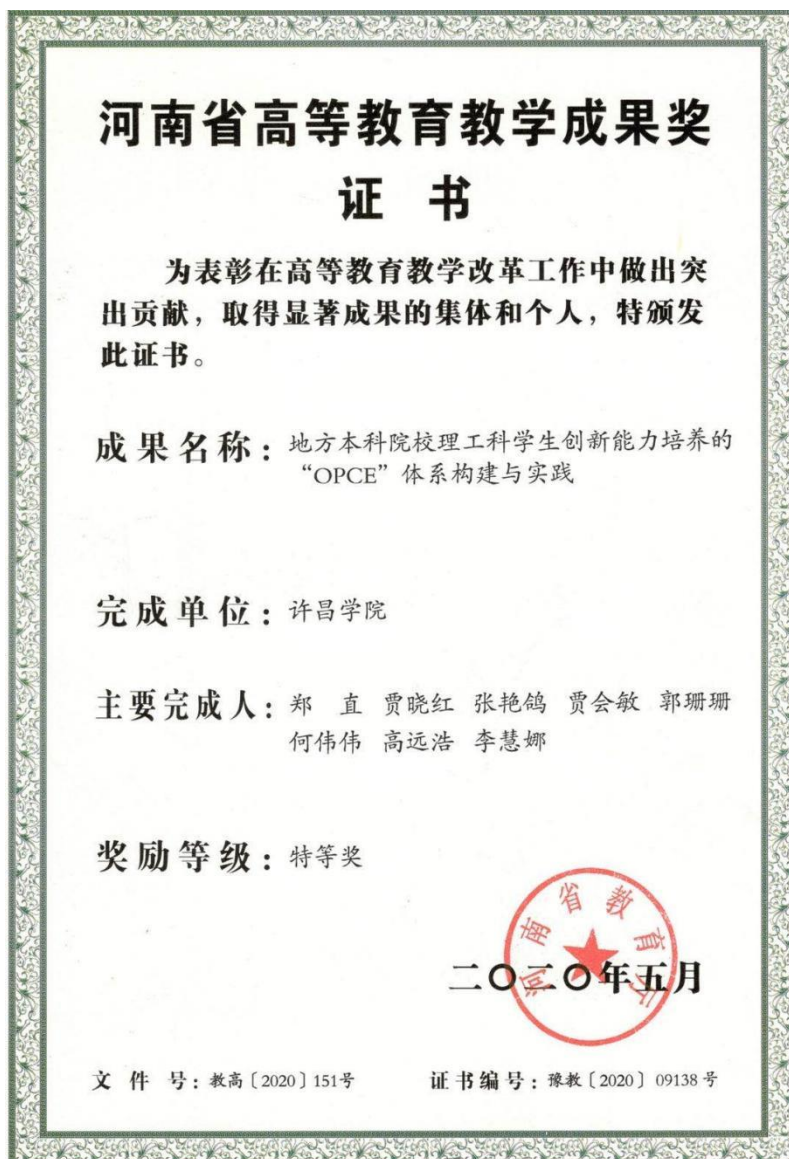 河南省高等教育教学成果奖
证 书
为表彰在高等教育教学改革工作中做出突
出贡献，取得显著成果的集体和个人，特颁发
此证书。
成果名称：地方本科院校理工科学生创新能力培养的
“OPCE”体系构建与实践
完成单位：许昌学院
主要完成人：郑 直 贾晓红 张艳鸽 贾会敏 郭珊珊
何伟伟 高远浩 李慧娜
奖励等级：特等奖
河南省教育厅
二〇二〇年五月
文 件 号：教高〔2020〕151号 证书编号：豫教〔2020〕09138号